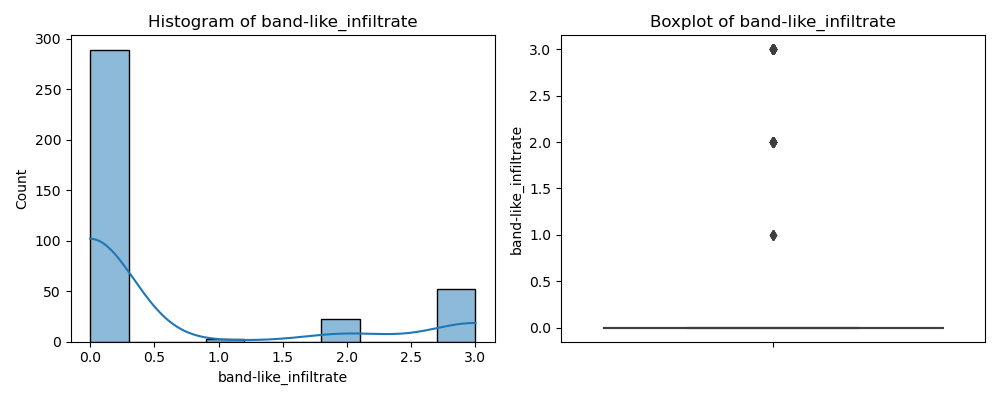 Histogram of band-like_infiltrate
300
250
200
150
100
50
0
Count
0.0 0.5 1.0 1.5 2.0 2.5 3.0
band-like_infiltrate
Boxplot of band-like_infiltrate
3.0
2.5
2.0
1.5
1.0
0.5
0.0
band-like_infiltrate